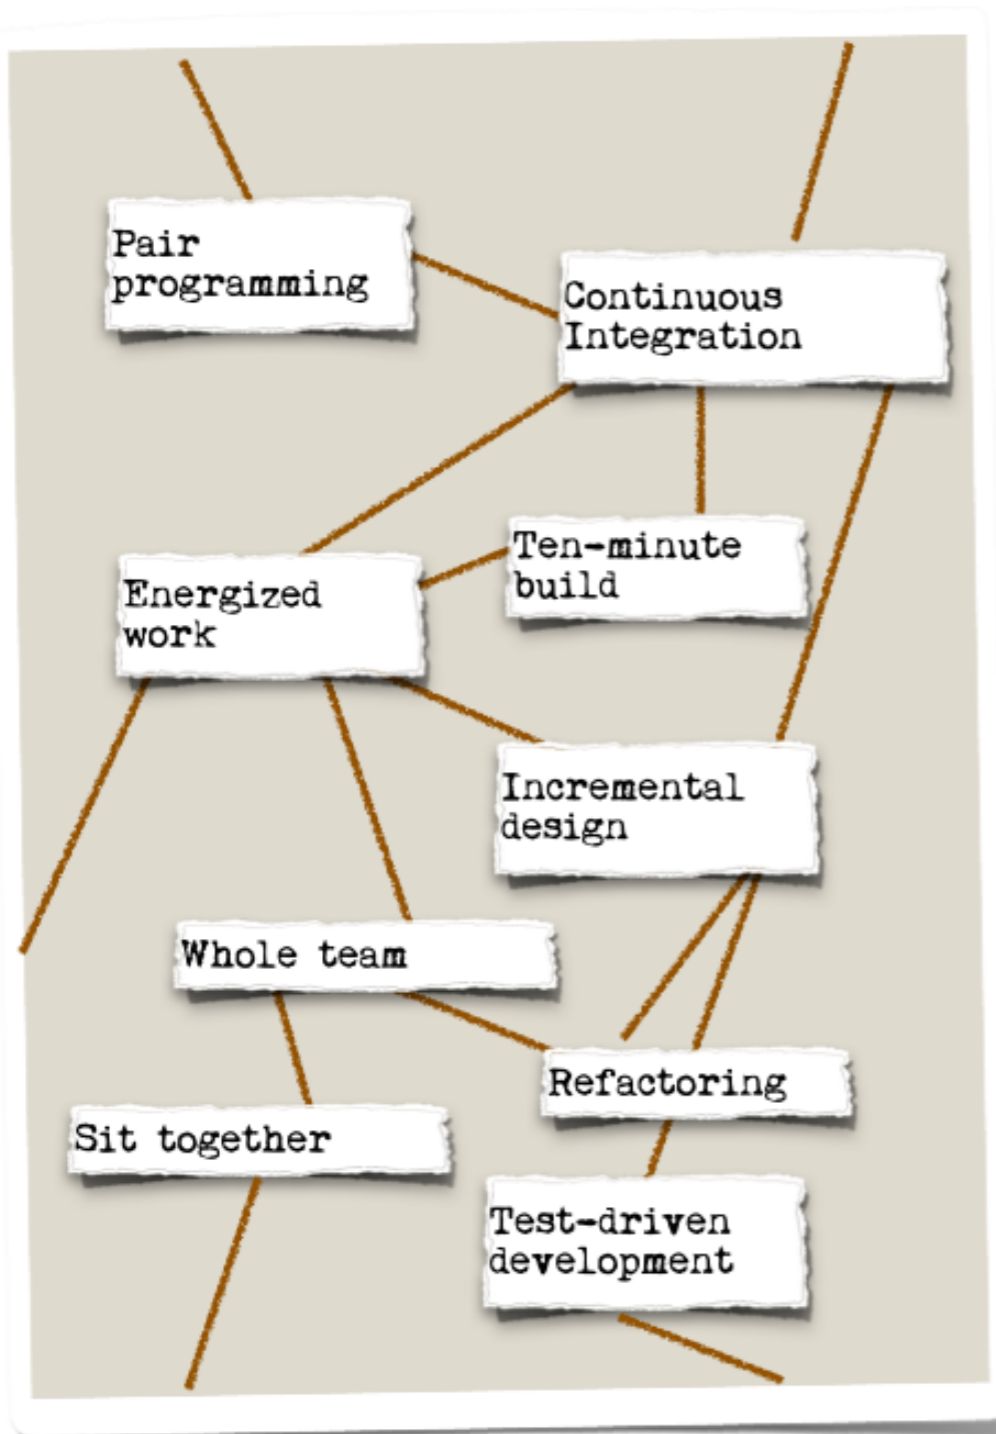 Pair
programming
Continuous
Integration
Ten-minute
build
Energized
work
Incremental
design
Whole team
Refactoring
Sit together
Test-driven
development